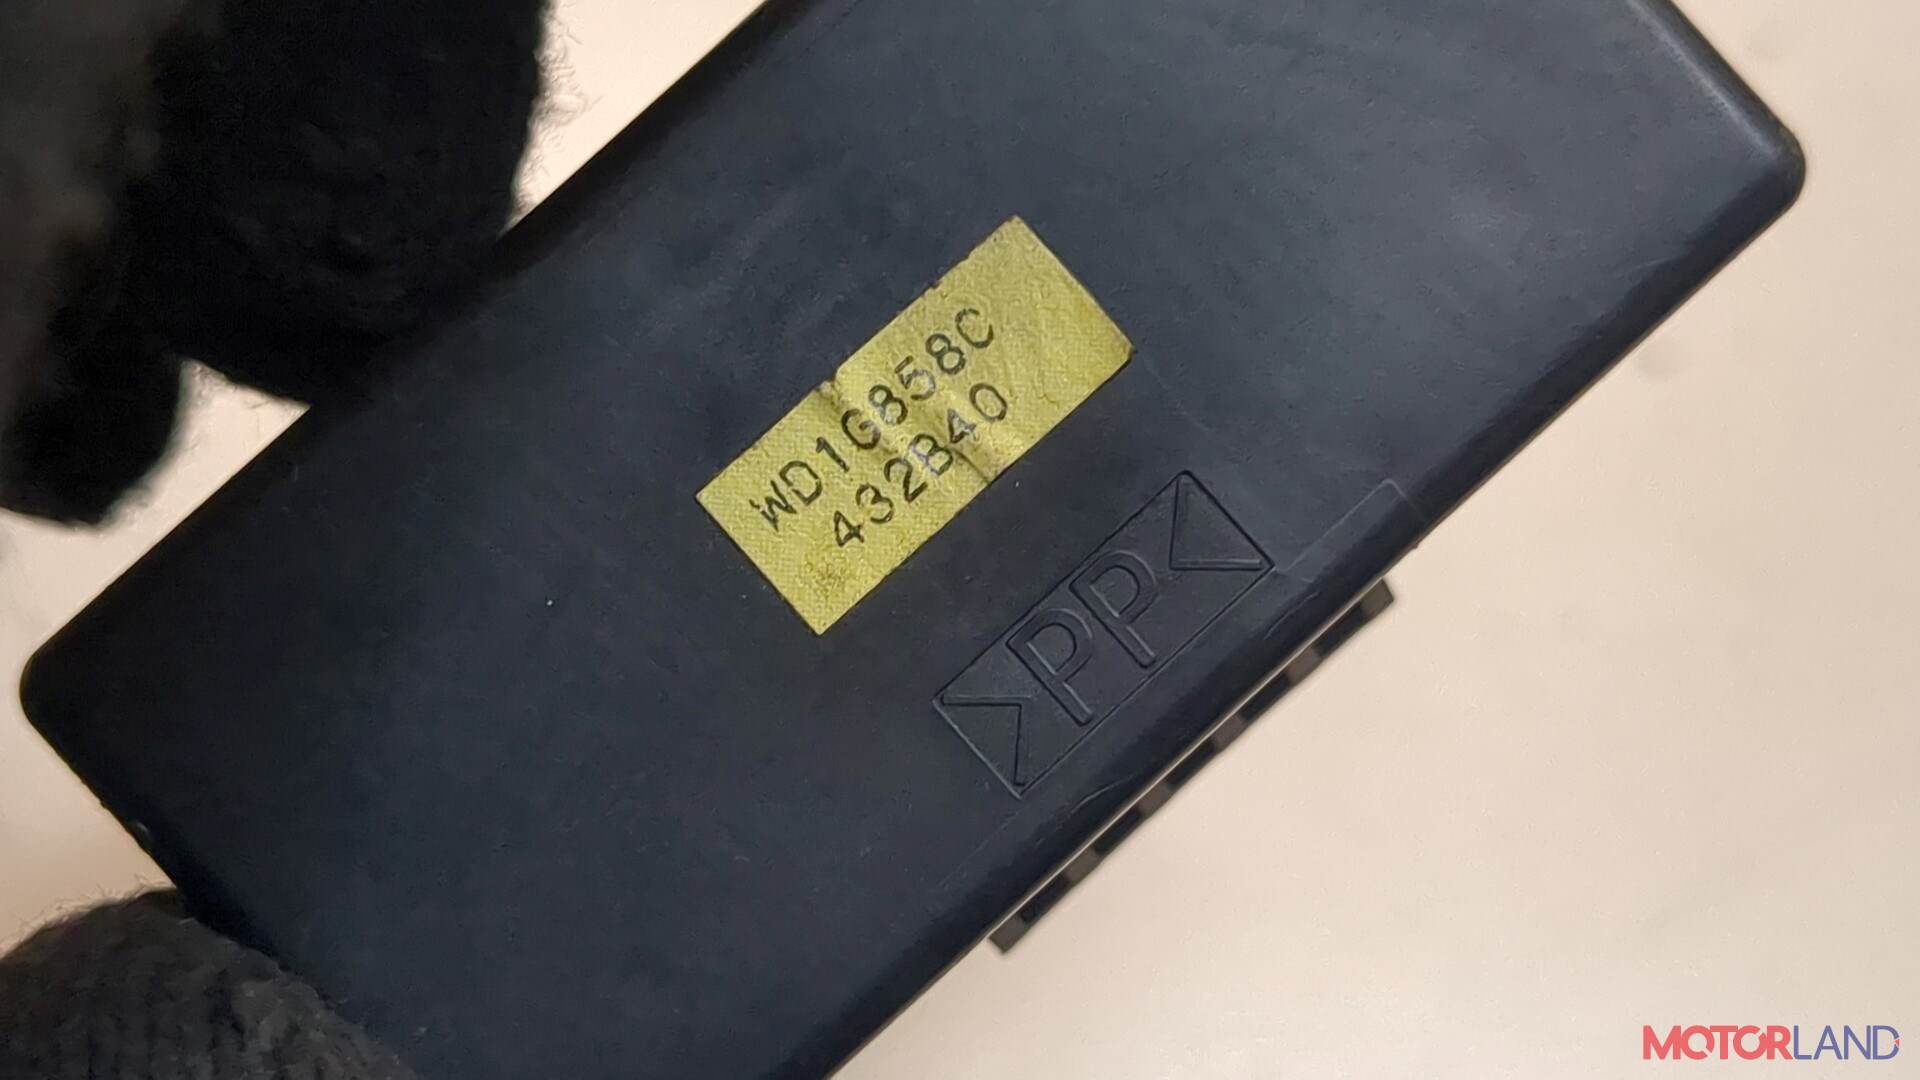 WD1G858C
432B40
>PP<
MOTORLAND